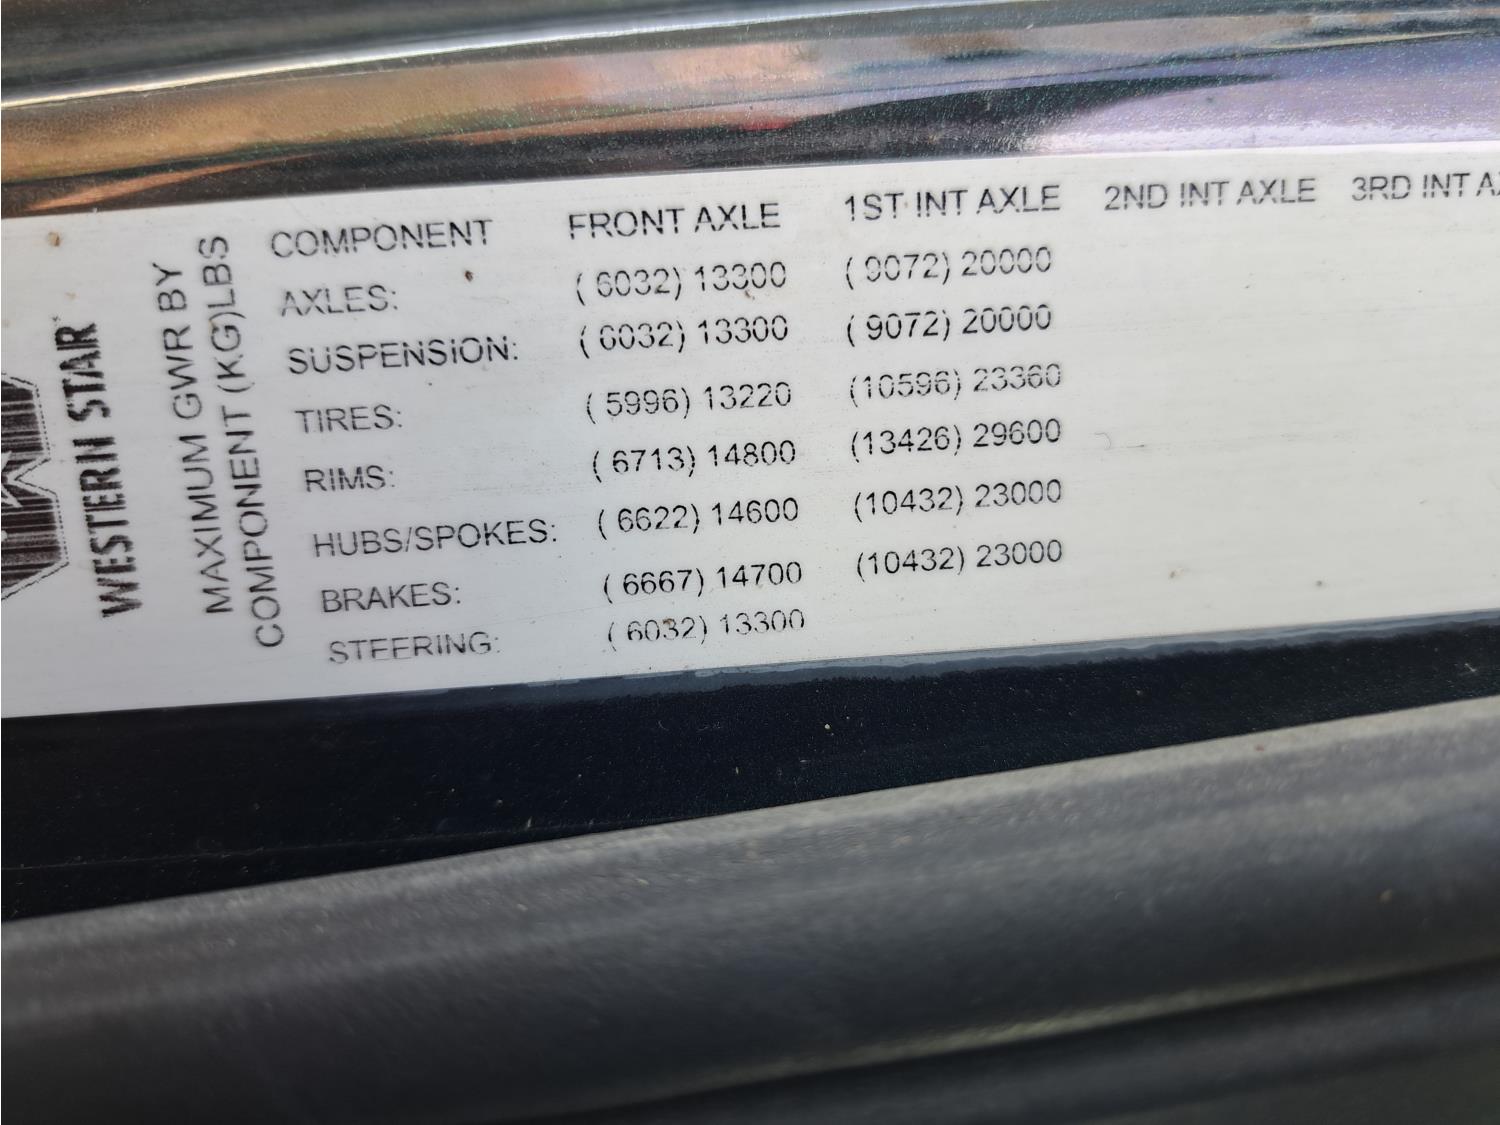 WESTERN STAR
MAXIMUM GWR BY
COMPONENT (KG)LBS
COMPONENT FRONT AXLE 1ST INT AXLE 2ND INT AXLE 3RD INT
AXLES: ( 6032) 13300 ( 9072) 20000
SUSPENSION: ( 6032) 13300 ( 9072) 20000
TIRES: ( 5996) 13220 (10596) 23360
RIMS: ( 6713) 14800 (13426) 29600
HUBS/SPOKES: ( 6622) 14600 (10432) 23000
BRAKES: ( 6667) 14700 (10432) 23000
STEERING: ( 6032) 13300